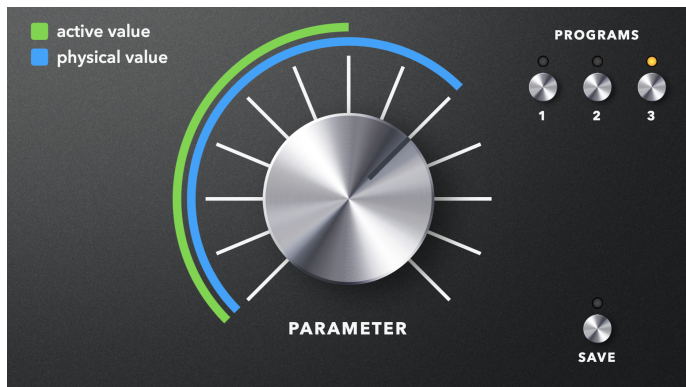 active value
physical value
PROGRAMS
1 2 3
PARAMETER
SAVE